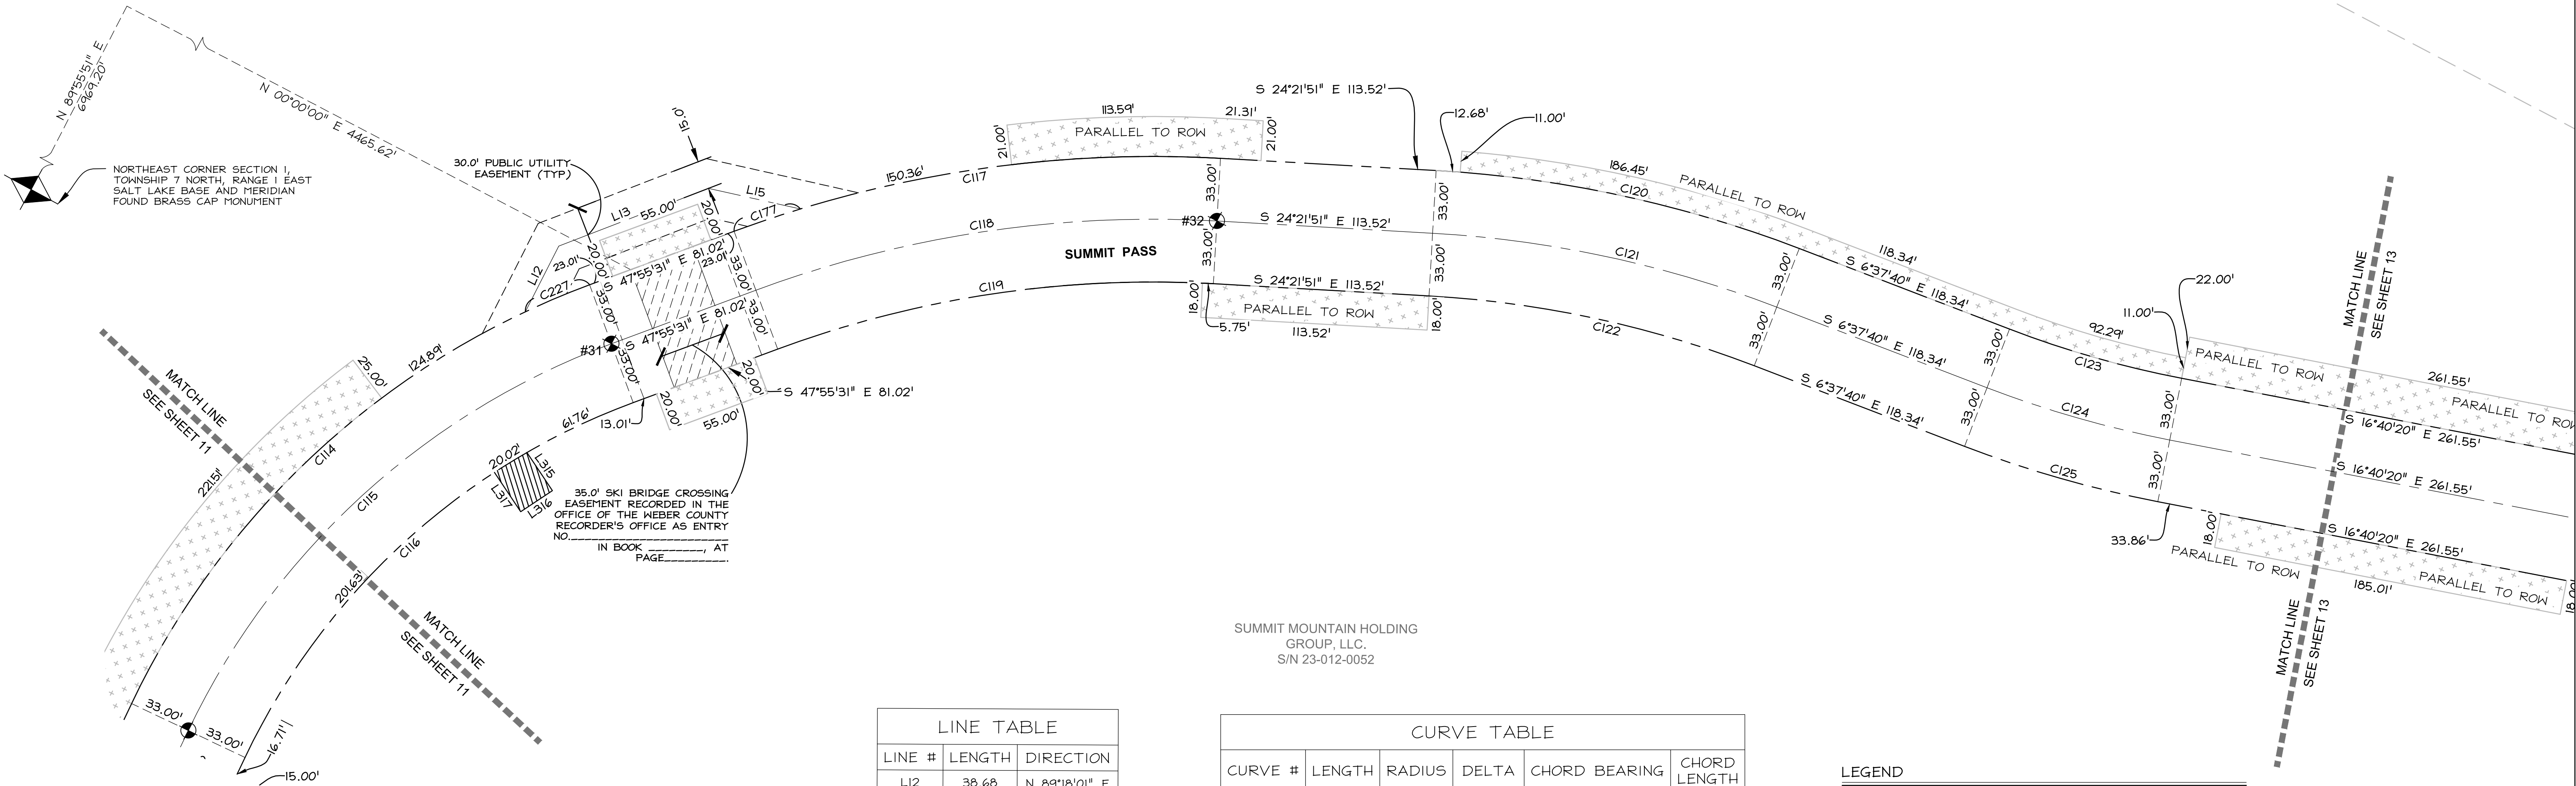 N 89°55'51" E
6969.20'
N 00°00'00" E 4465.62'
NORTHEAST CORNER SECTION 1,
TOWNSHIP 7 NORTH, RANGE 1 EAST
SALT LAKE BASE AND MERIDIAN
FOUND BRASS CAP MONUMENT
30.0' PUBLIC UTILITY
EASEMENT (TYP)
15.0'
L13
55.00'
L15
L12
20.00'
20.00'
23.01'
23.01'
C177
C227
S 47°55'31" E 81.02'
33.00'
33.00'
S 47°55'31" E 81.02'
#31
33.00'
33.00'
S 47°55'31" E 81.02'
20.00'
20.00'
55.00'
13.01'
61.76'
124.89'
25.00'
MATCH LINE
SEE SHEET 11
C114
221.51'
C115
C116
201.63'
MATCH LINE
SEE SHEET 11
20.02'
L315
L316
L317
35.0' SKI BRIDGE CROSSING
EASEMENT RECORDED IN THE
OFFICE OF THE WEBER COUNTY
RECORDER'S OFFICE AS ENTRY
NO.
IN BOOK ________, AT
PAGE_________.
33.00'
33.00'
16.71'
15.00'
150.36'
C117
C118
SUMMIT PASS
C119
113.59'
21.31'
21.00'
PARALLEL TO ROW
21.00'
33.00'
#32
33.00'
S 24°21'51" E 113.52'
S 24°21'51" E 113.52'
S 24°21'51" E 113.52'
18.00'
PARALLEL TO ROW
18.00'
5.75'
113.52'
12.68'
11.00'
33.00'
33.00'
186.45'
PARALLEL TO ROW
C120
C121
C122
118.34'
S 6°37'40" E 118.34'
33.00'
33.00'
S 6°37'40" E 118.34'
S 6°37'40" E 118.34'
33.00'
33.00'
92.29'
C123
C124
C125
11.00'
22.00'
33.00'
33.00'
33.86'
MATCH LINE
SEE SHEET 13
PARALLEL TO ROW
261.55'
PARALLEL TO ROW
S 16°40'20" E 261.55'
S 16°40'20" E 261.55'
S 16°40'20" E 261.55'
18.00'
PARALLEL TO ROW
PARALLEL TO ROW
185.01'
18.00'
MATCH LINE
SEE SHEET 13
SUMMIT MOUNTAIN HOLDING
GROUP, LLC.
S/N 23-012-0052
LINE TABLE
LINE # LENGTH DIRECTION
L12 38.68 N 89°18'01" E
CURVE TABLE
CURVE # LENGTH RADIUS DELTA CHORD BEARING CHORD LENGTH
LEGEND